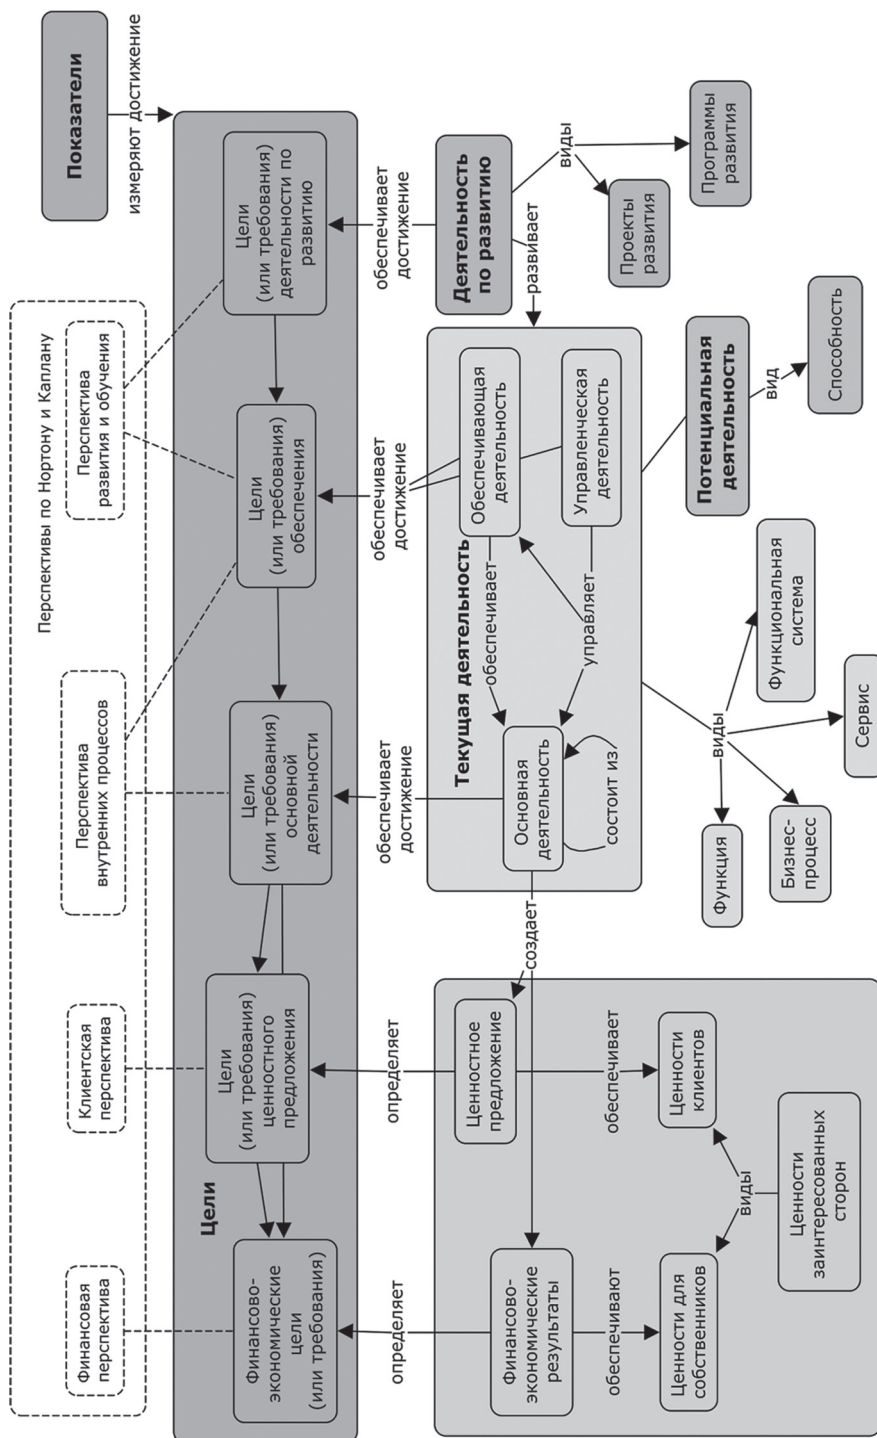 Перспективы по Нортону и Каплану
Финансовая
перспектива
Клиентская
перспектива
Перспектива
внутренних процессов
Перспектива
развития и обучения
Показатели
измеряют достижение
Цели
Финансово-
экономические
цели
(или требования)
Цели
(или требования)
ценностного
предложения
Цели
(или требования)
основной
деятельности
Цели
(или требования)
обеспечения
Цели
(или требования)
деятельности по
развитию
определяет
определяет
обеспечивает
достижение
обеспечивает
достижение
обеспечивает
достижение
Финансово-
экономические
результаты
Ценностное
предложение
создает
обеспечивают
обеспечивает
Ценности для
собственников
Ценности
клиентов
виды
Ценности
заинтересованных
сторон
Текущая деятельность
Основная
деятельность
состоит из
обеспечивает
управляет
Обеспечивающая
деятельность
Управленческая
деятельность
развивает
Деятельность
по развитию
виды
Проекты
развития
Программы
развития
Потенциальная
деятельность
вид
Способность
виды
Функция
Бизнес-
процесс
Сервис
Функциональная
система